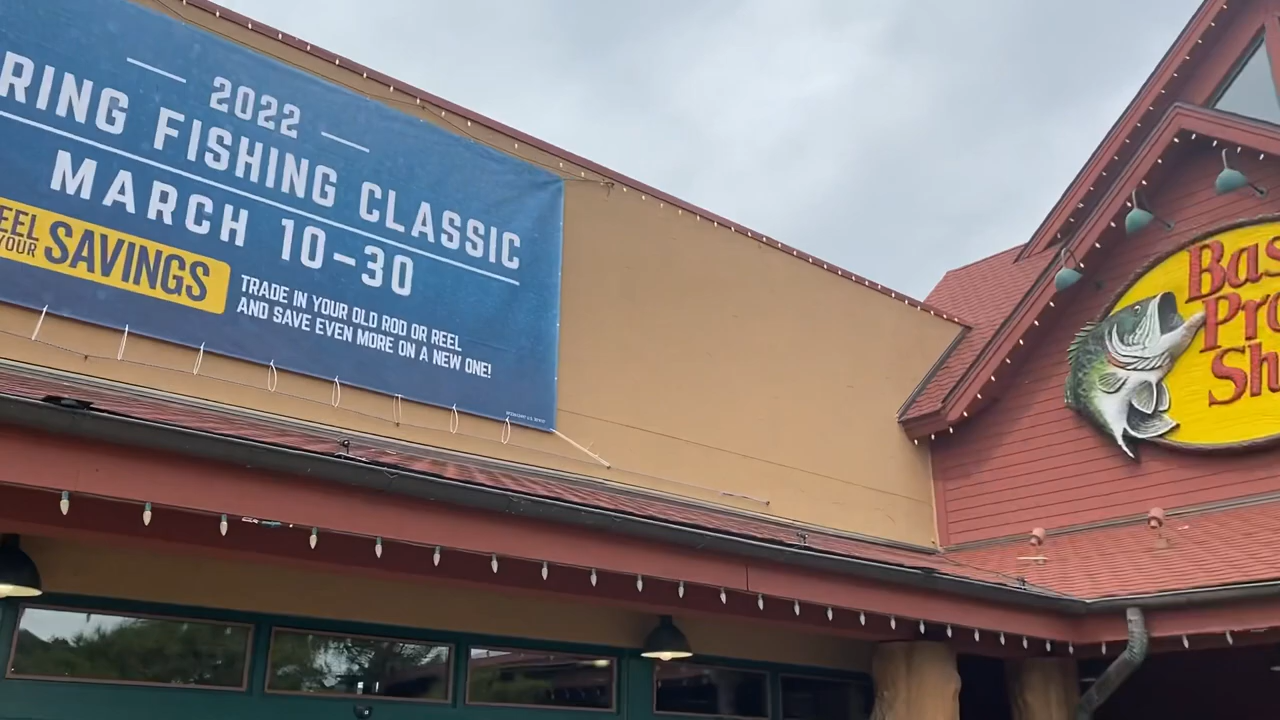 2022
RING FISHING CLASSIC
MARCH 10-30
EEL
YOUR
SAVINGS
TRADE IN YOUR OLD ROD OR REEL
AND SAVE EVEN MORE ON A NEW ONE!
Bas
Pro
Sh